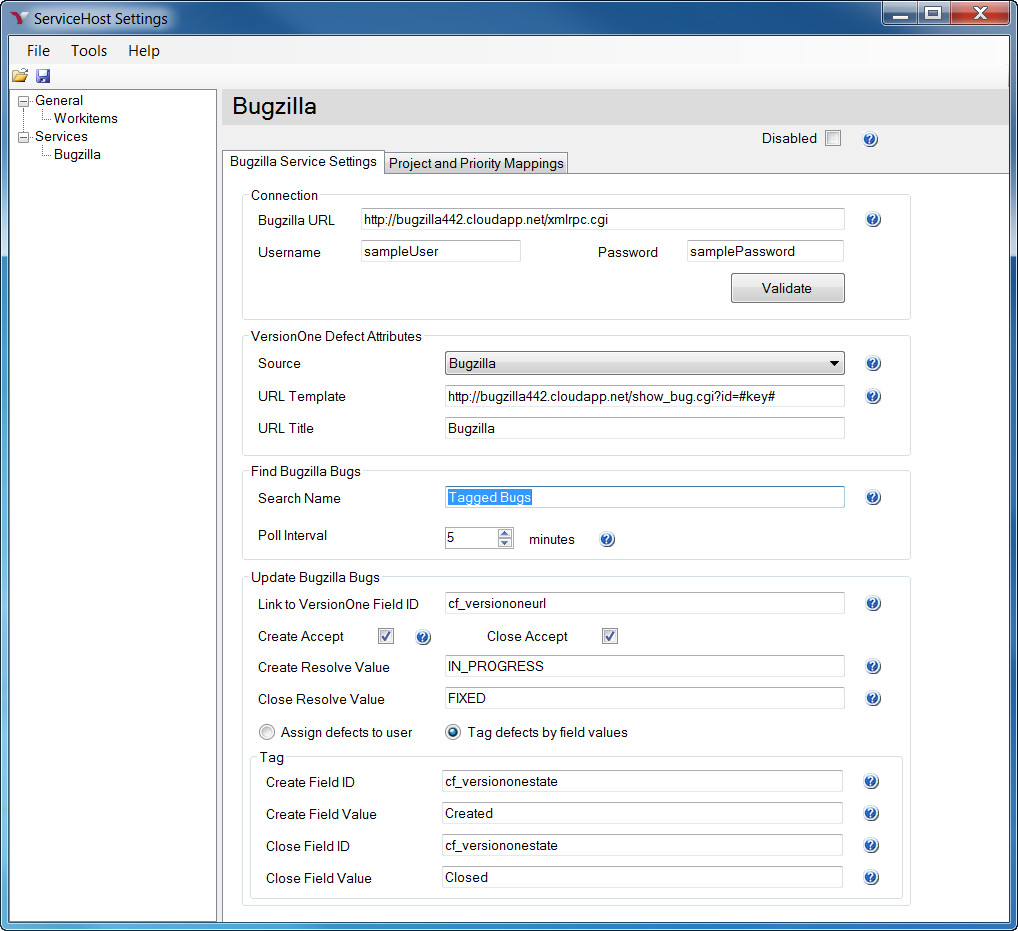 ServiceHost Settings
File Tools Help
General
Workitems
Services
Bugzilla
Bugzilla
Disabled
Bugzilla Service Settings Project and Priority Mappings
Connection
Bugzilla URL http://bugzilla442.cloudapp.net/xmlrpc.cgi
Username sampleUser Password samplePassword
Validate
VersionOne Defect Attributes
Source Bugzilla
URL Template http://bugzilla442.cloudapp.net/show_bug.cgi?id=#key#
URL Title Bugzilla
Find Bugzilla Bugs
Search Name Tagged Bugs
Poll Interval 5 minutes
Update Bugzilla Bugs
Link to VersionOne Field ID cf_versiononeurl
Create Accept Close Accept
Create Resolve Value IN_PROGRESS
Close Resolve Value FIXED
Assign defects to user Tag defects by field values
Tag
Create Field ID cf_versiononestate
Create Field Value Created
Close Field ID cf_versiononestate
Close Field Value Closed